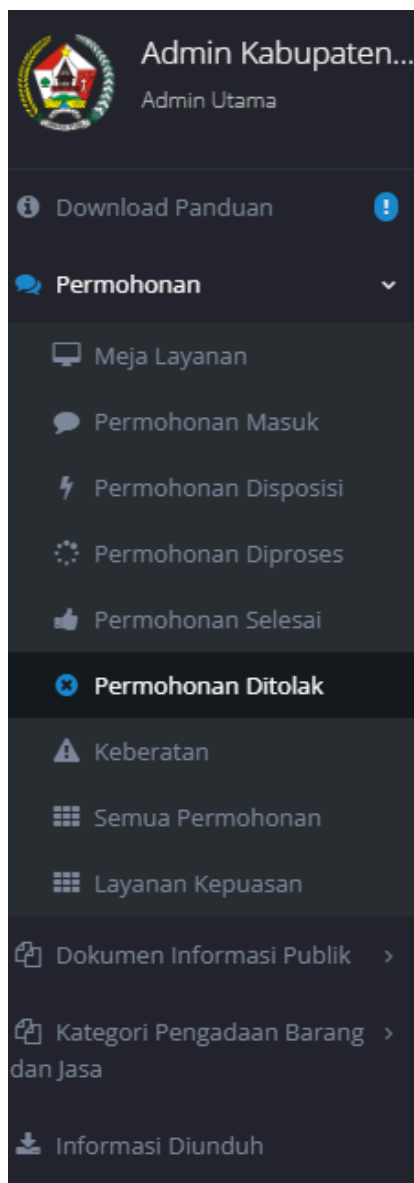 Admin Kabupaten...
Admin Utama
Download Panduan !
Permohonan
Meja Layanan
Permohonan Masuk
Permohonan Disposisi
Permohonan Diproses
Permohonan Selesai
Permohonan Ditolak
Keberatan
Semua Permohonan
Layanan Kepuasan
Dokumen Informasi Publik
Kategori Pengadaan Barang
dan Jasa
Informasi Diunduh